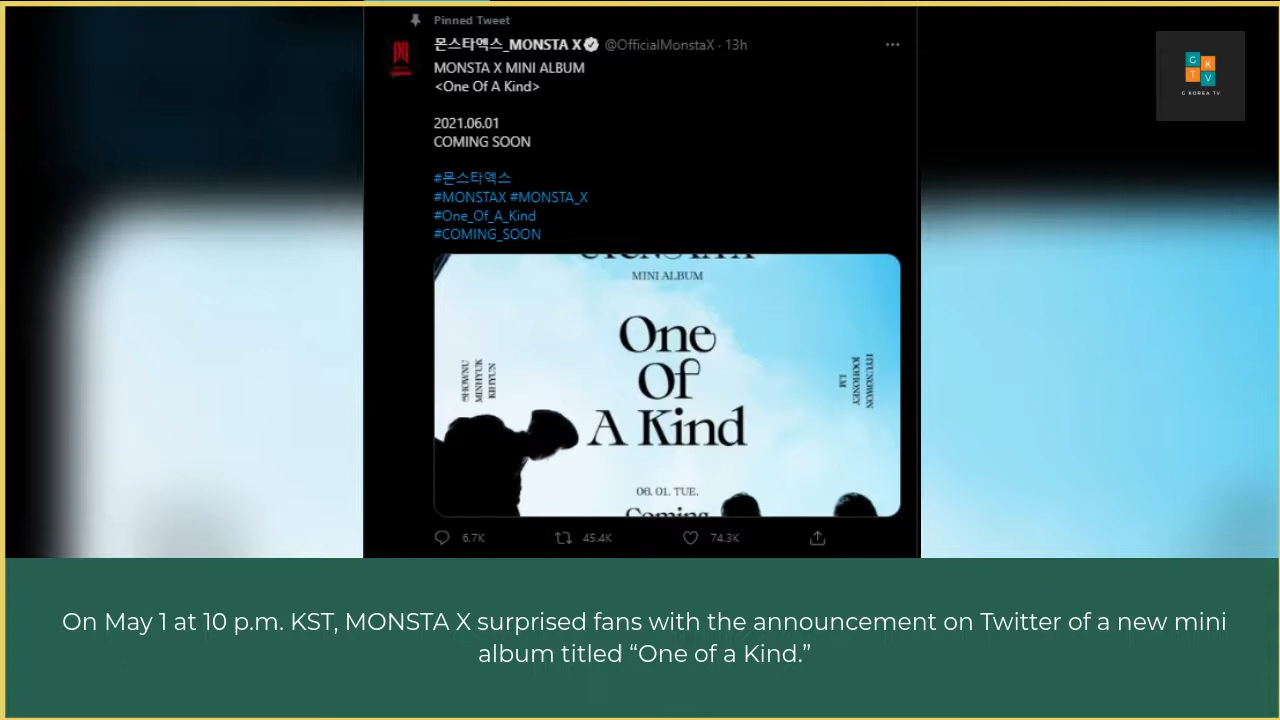 Pinned Tweet
몬스타엑스_MONSTA X @OfficialMonstaX · 13h
MONSTA X MINI ALBUM
<One Of A Kind>
2021.06.01
COMING SOON
#몬스타엑스
#MONSTAX #MONSTA_X
#One_Of_A_Kind
#COMING_SOON
MINI ALBUM
One
Of
A Kind
SHOWNU
MINHYUK
KIHYUN
HYUNGWON
JOOHONEY
I.M
06. 01. TUE.
Coming
6.7K 45.4K 74.3K
G K
T V
G KOREA TV
On May 1 at 10 p.m. KST, MONSTA X surprised fans with the announcement on Twitter of a new mini
album titled “One of a Kind.”